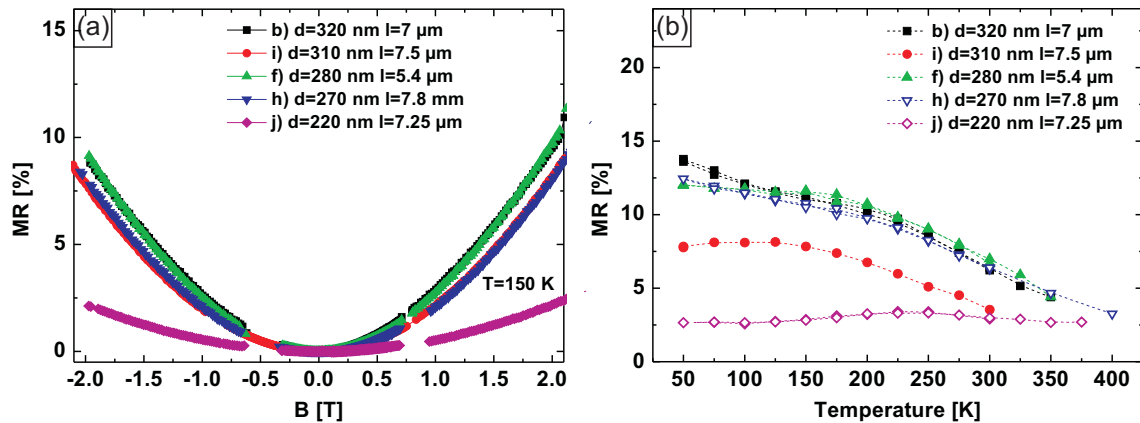 (a)
b) d=320 nm l=7 µm
i) d=310 nm l=7.5 µm
f) d=280 nm l=5.4 µm
h) d=270 nm l=7.8 mm
j) d=220 nm l=7.25 µm
T=150 K
MR [%]
15
10
5
0
-2.0 -1.5 -1.0 -0.5 0.0 0.5 1.0 1.5 2.0
B [T]
(b)
b) d=320 nm l=7 µm
i) d=310 nm l=7.5 µm
f) d=280 nm l=5.4 µm
h) d=270 nm l=7.8 µm
j) d=220 nm l=7.25 µm
MR [%]
20
15
10
5
0
50 100 150 200 250 300 350 400
Temperature [K]